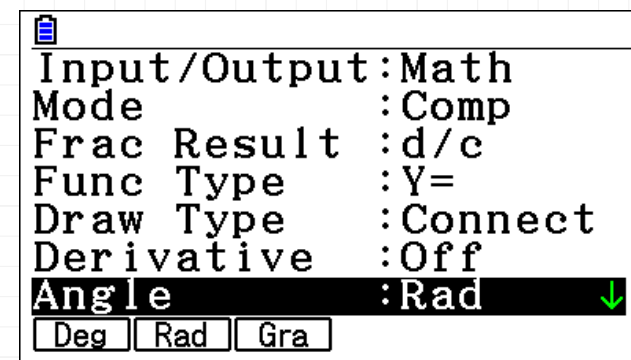 Input/Output:Math
Mode :Comp
Frac Result :d/c
Func Type :Y=
Draw Type :Connect
Derivative :Off
Angle :Rad ↓
Deg Rad Gra